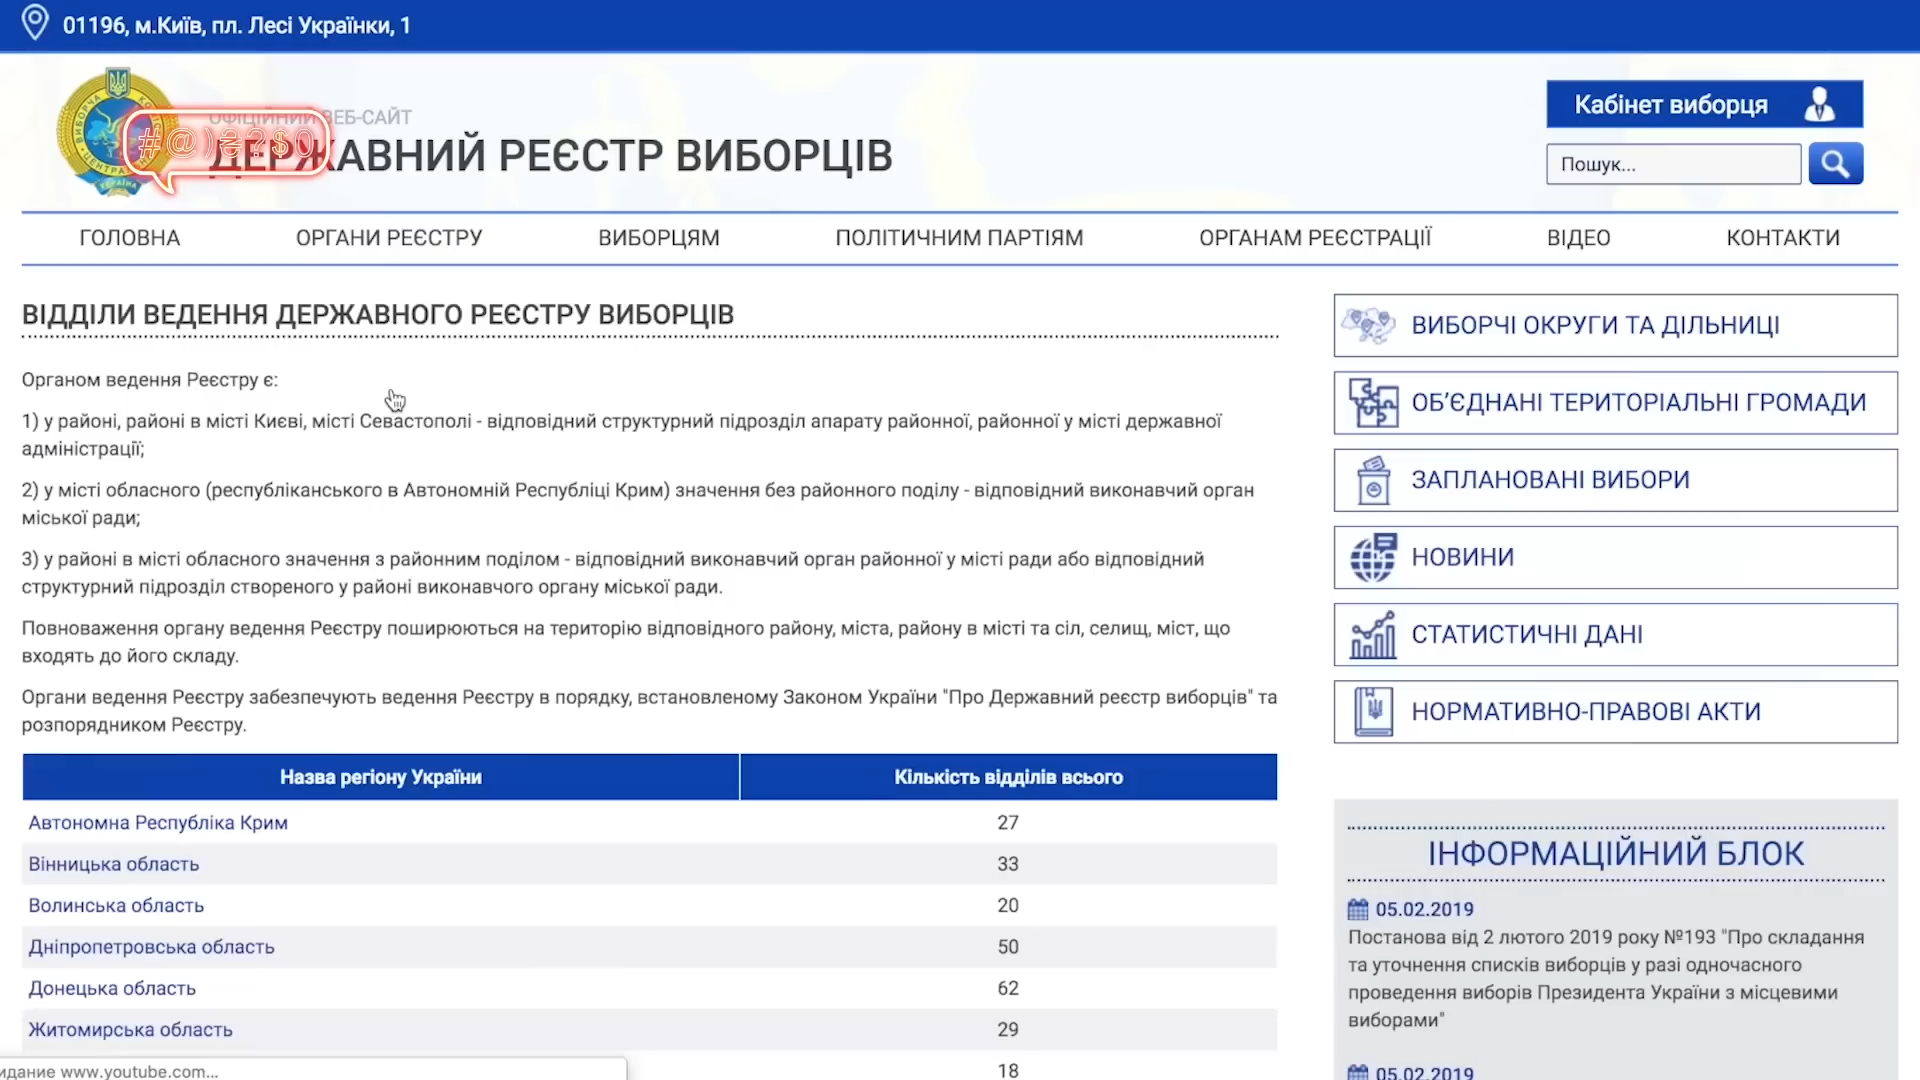 01196, м.Київ, пл. Лесі Українки, 1
ОФІЦІЙНИЙ ВЕБ-САЙТ
ДЕРЖАВНИЙ РЕЄСТР ВИБОРЦІВ
Кабінет виборця
Пошук...
ГОЛОВНА ОРГАНИ РЕЄСТРУ ВИБОРЦЯМ ПОЛІТИЧНИМ ПАРТІЯМ ОРГАНАМ РЕЄСТРАЦІЇ ВІДЕО КОНТАКТИ
ВІДДІЛИ ВЕДЕННЯ ДЕРЖАВНОГО РЕЄСТРУ ВИБОРЦІВ
Органом ведення Реєстру є:
1) у районі, районі в місті Києві, місті Севастополі - відповідний структурний підрозділ апарату районної, районної у місті державної
адміністрації;
2) у місті обласного (республіканського в Автономній Республіці Крим) значення без районного поділу - відповідний виконавчий орган
міської ради;
3) у районі в місті обласного значення з районним поділом - відповідний виконавчий орган районної у місті ради або відповідний
структурний підрозділ створеного у районі виконавчого органу міської ради.
Повноваження органу ведення Реєстру поширюються на територію відповідного району, міста, району в місті та сіл, селищ, міст, що
входять до його складу.
Органи ведення Реєстру забезпечують ведення Реєстру в порядку, встановленому Законом України "Про Державний реєстр виборців" та
розпорядником Реєстру.
Назва регіону України Кількість відділів всього
Автономна Республіка Крим 27
Вінницька область 33
Волинська область 20
Дніпропетровська область 50
Донецька область 62
Житомирська область 29
18
www.youtube.com...
ВИБОРЧІ ОКРУГИ ТА ДІЛЬНИЦІ
ОБ’ЄДНАНІ ТЕРИТОРІАЛЬНІ ГРОМАДИ
ЗАПЛАНОВАНІ ВИБОРИ
НОВИНИ
СТАТИСТИЧНІ ДАНІ
НОРМАТИВНО-ПРАВОВІ АКТИ
ІНФОРМАЦІЙНИЙ БЛОК
05.02.2019
Постанова від 2 лютого 2019 року №193 "Про складання
та уточнення списків виборців у разі одночасного
проведення виборів Президента України з місцевими
виборами"
05.02.2019